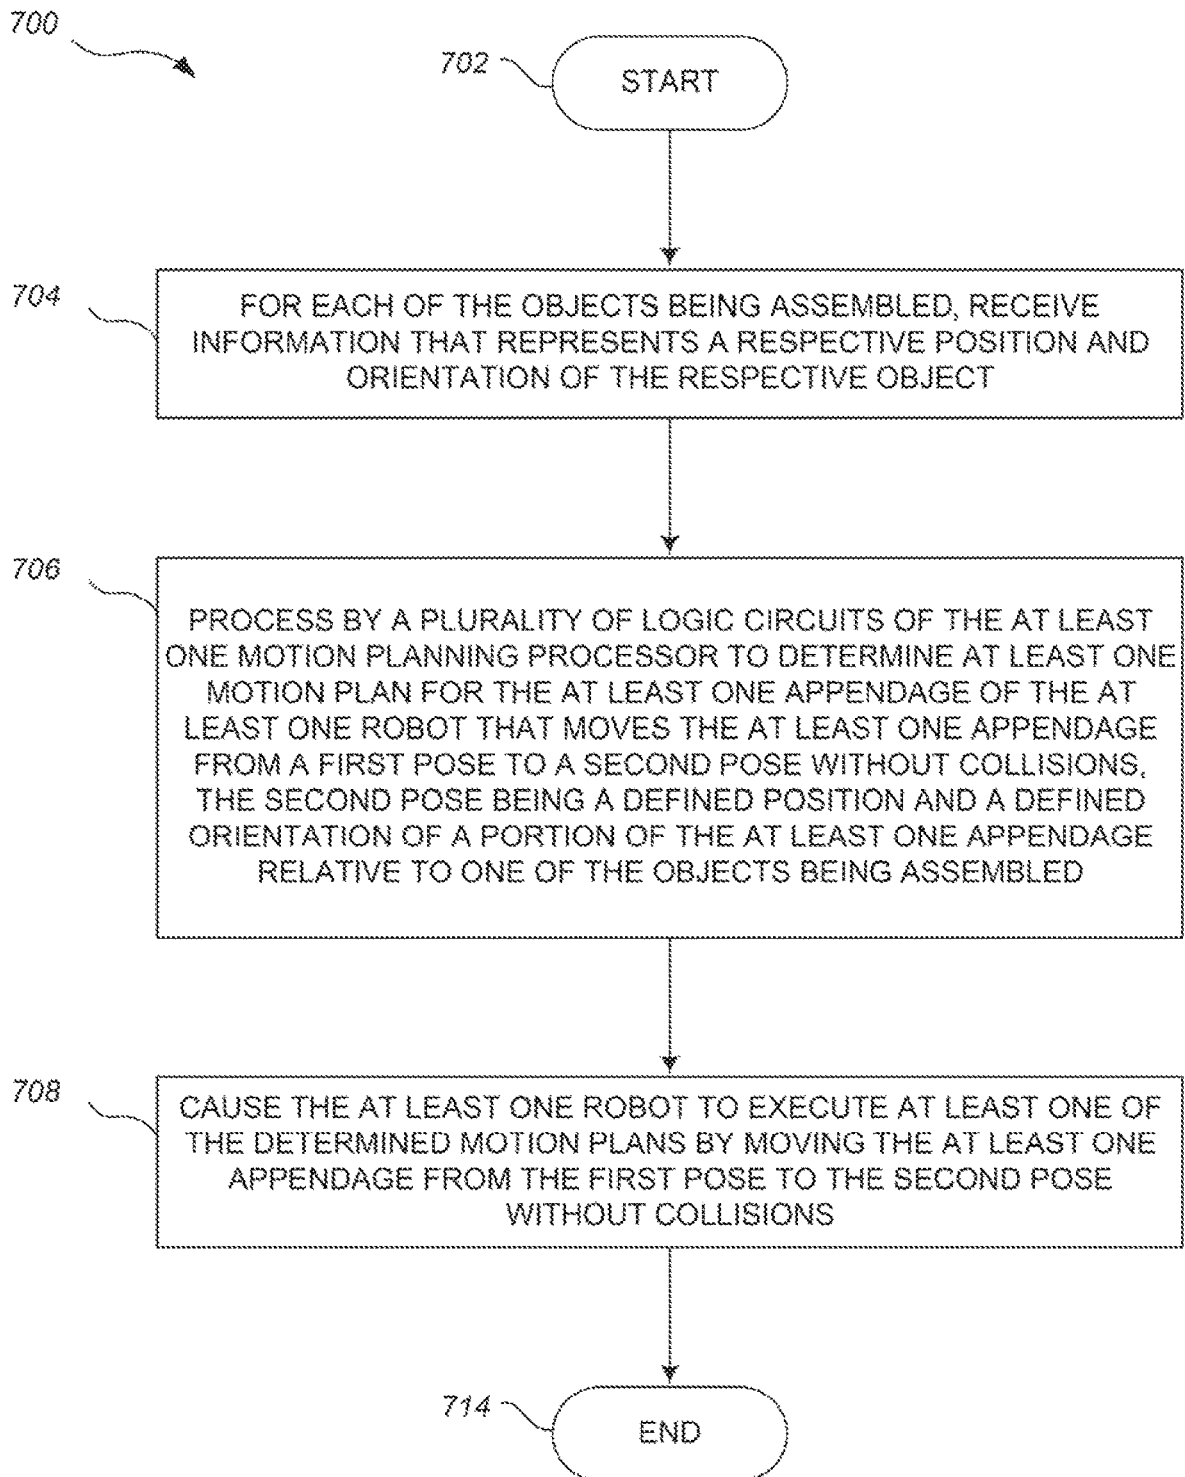 700
702
START
704
FOR EACH OF THE OBJECTS BEING ASSEMBLED, RECEIVE
INFORMATION THAT REPRESENTS A RESPECTIVE POSITION AND
ORIENTATION OF THE RESPECTIVE OBJECT
706
PROCESS BY A PLURALITY OF LOGIC CIRCUITS OF THE AT LEAST
ONE MOTION PLANNING PROCESSOR TO DETERMINE AT LEAST ONE
MOTION PLAN FOR THE AT LEAST ONE APPENDAGE OF THE AT
LEAST ONE ROBOT THAT MOVES THE AT LEAST ONE APPENDAGE
FROM A FIRST POSE TO A SECOND POSE WITHOUT COLLISIONS,
THE SECOND POSE BEING A DEFINED POSITION AND A DEFINED
ORIENTATION OF A PORTION OF THE AT LEAST ONE APPENDAGE
RELATIVE TO ONE OF THE OBJECTS BEING ASSEMBLED
708
CAUSE THE AT LEAST ONE ROBOT TO EXECUTE AT LEAST ONE OF
THE DETERMINED MOTION PLANS BY MOVING THE AT LEAST ONE
APPENDAGE FROM THE FIRST POSE TO THE SECOND POSE
WITHOUT COLLISIONS
714
END